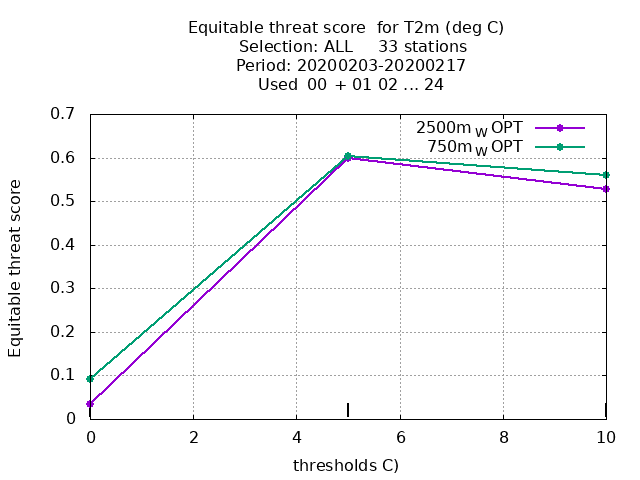 Equitable threat score  for T2m (deg C)
Selection: ALL     33 stations
Period: 20200203-20200217
Used  00  + 01 02 ... 24
0.7
0.6
0.5
0.4
0.3
0.2
0.1
0
Equitable threat score
2500m W OPT
750m W OPT
0 2 4 6 8 10
thresholds C)